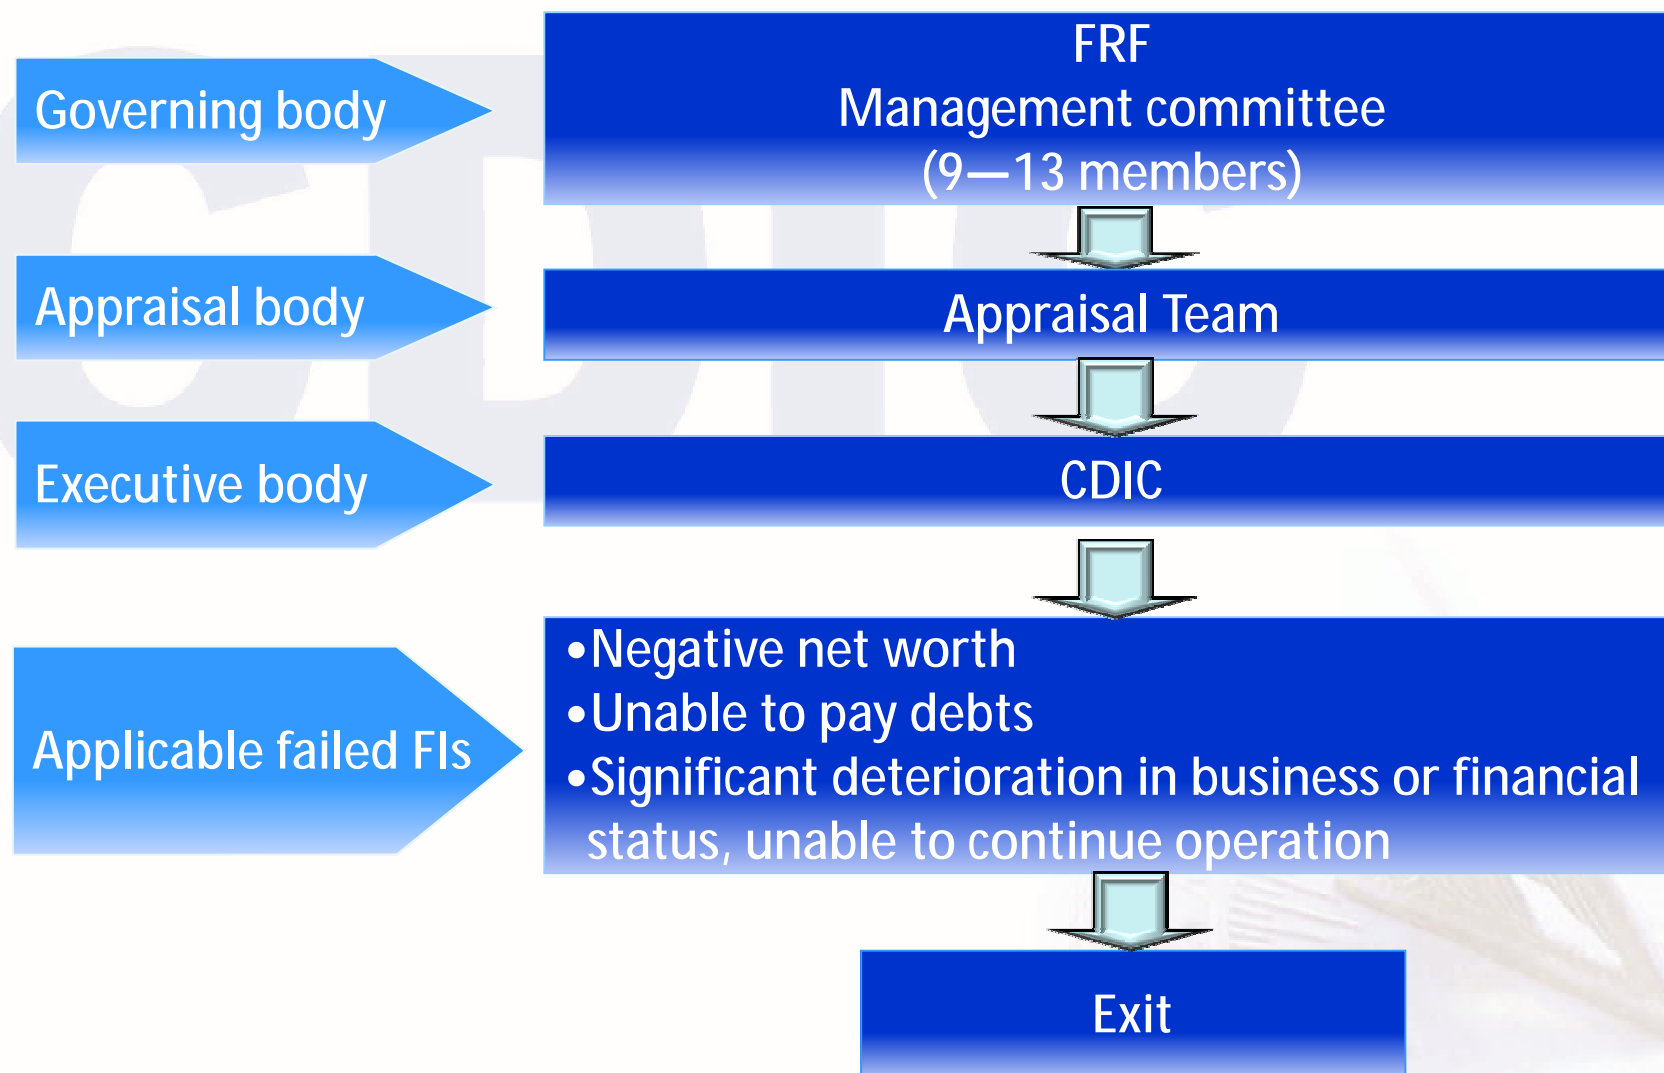 Governing body
FRF
Management committee
(9—13 members)
Appraisal body
Appraisal Team
Executive body
CDIC
Applicable failed FIs
•Negative net worth
•Unable to pay debts
•Significant deterioration in business or financial
status, unable to continue operation
Exit
CDIC